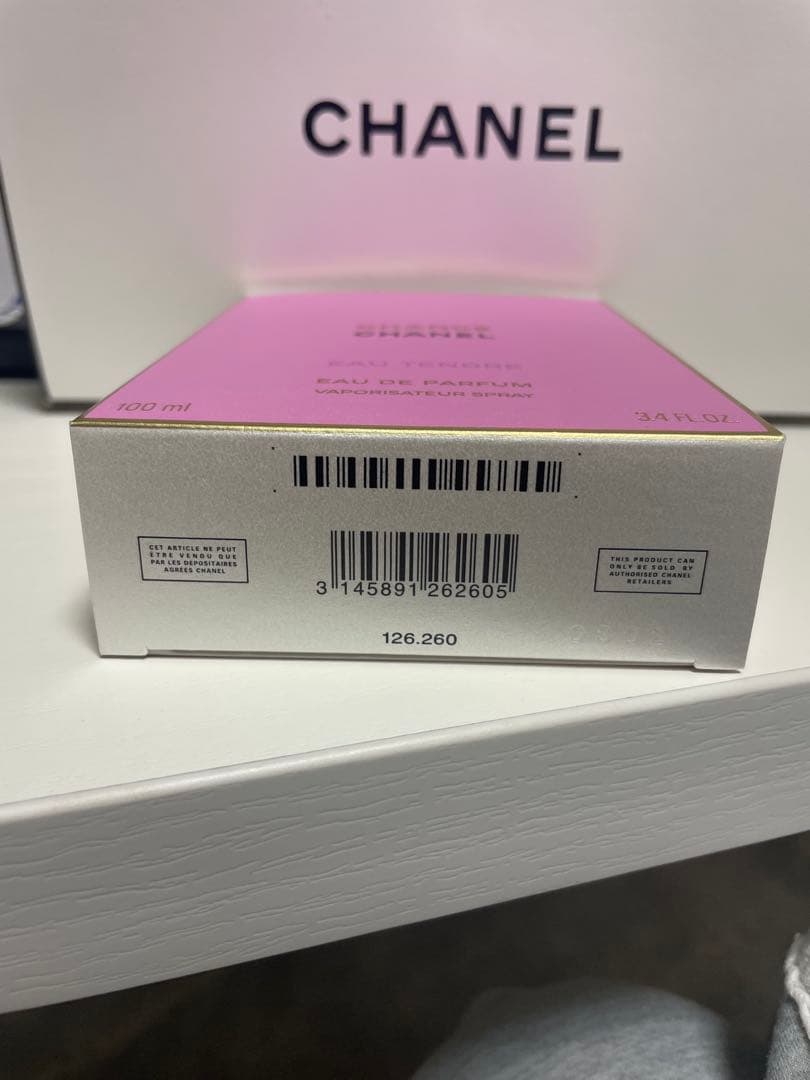 CHANEL
CHANCE
CHANEL
EAU TENDRE
EAU DE PARFUM
VAPORISATEUR SPRAY
100 ml
3.4 FL.OZ.
CET ARTICLE NE PEUT
ÊTRE VENDU QUE
PAR LES DÉPOSITAIRES
AGRÉÉS CHANEL
3 145891 262605
THIS PRODUCT CAN
ONLY BE SOLD BY
AUTHORISED CHANEL
RETAILERS
126.260